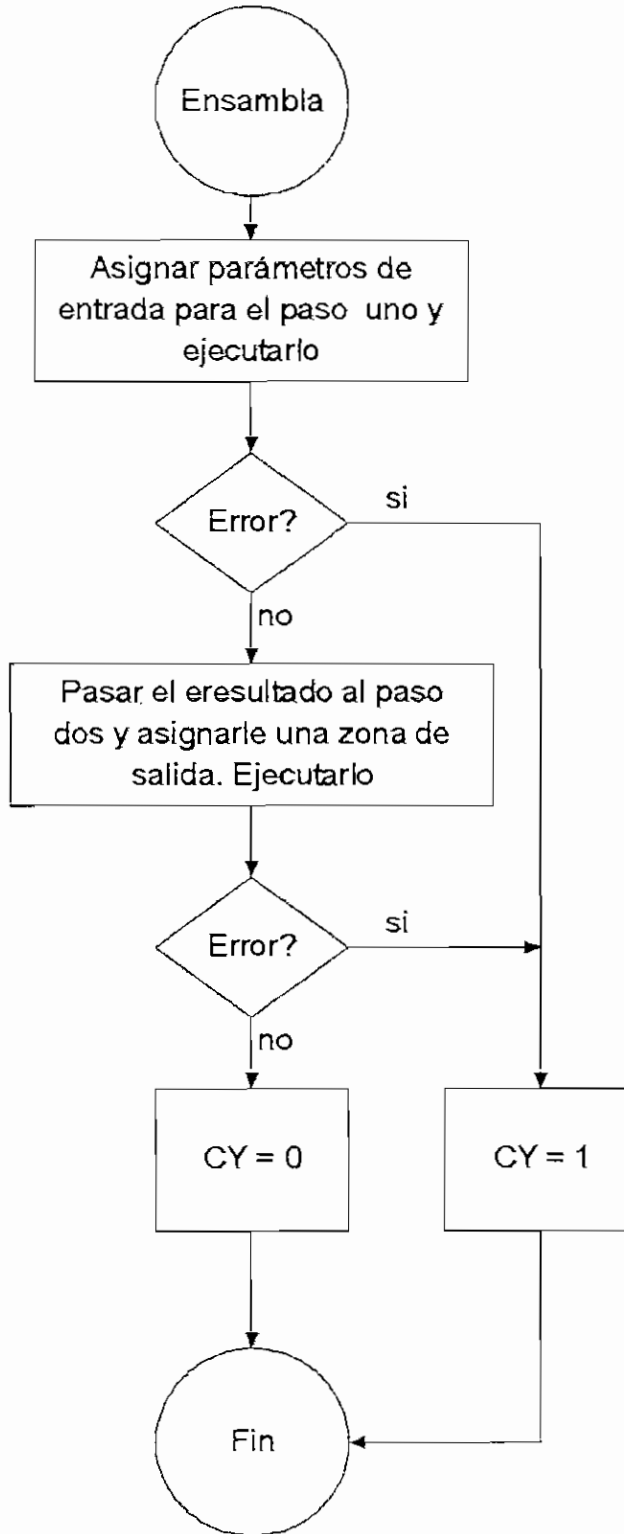 Ensambla
Asignar parámetros de
entrada para el paso uno y
ejecutarlo
Error?
si
no
Pasar el eresultado al paso
dos y asignarle una zona de
salida. Ejecutarlo
Error?
si
no
CY = 0
CY = 1
Fin